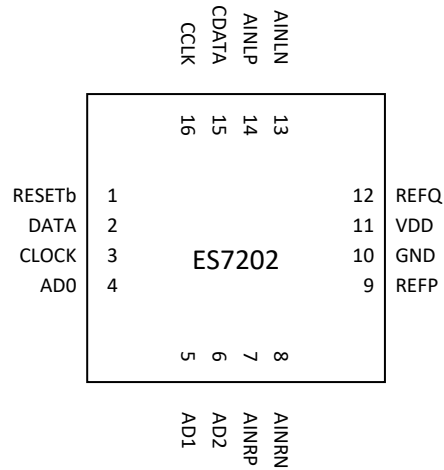 CCLK CDATA AINLP AINLN
16 15 14 13
RESETb 1 12 REFQ
DATA 2 11 VDD
CLOCK 3 10 GND
AD0 4 9 REFP
ES7202
5 6 7 8
AD1 AD2 AINRP AINRN